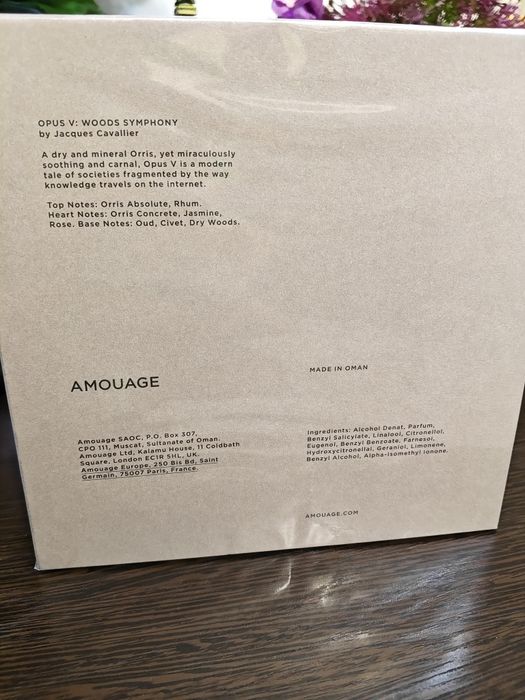 OPUS V: WOODS SYMPHONY
by Jacques Cavallier
A dry and mineral Orris, yet miraculously
soothing and carnal, Opus V is a modern
tale of societies fragmented by the way
knowledge travels on the internet.
Top Notes: Orris Absolute, Rhum.
Heart Notes: Orris Concrete, Jasmine,
Rose. Base Notes: Oud, Civet, Dry Woods.
AMOUAGE
MADE IN OMAN
Amouage SAOC, P.O. Box 307,
CPO 111, Muscat, Sultanate of Oman.
Amouage Ltd, Kalamu House, 11 Coldbath
Square, London EC1R 5HL, UK.
Amouage Europe, 250 Bis Bd, Saint
Germain, 75007 Paris, France.
Ingredients: Alcohol Denat, Parfum,
Benzyl Salicylate, Linalool, Citronellol,
Eugenol, Benzyl Benzoate, Farnesol,
Hydroxycitronellal, Geraniol, Limonene,
Benzyl Alcohol, Alpha-Isomethyl Ionone.
AMOUAGE.COM